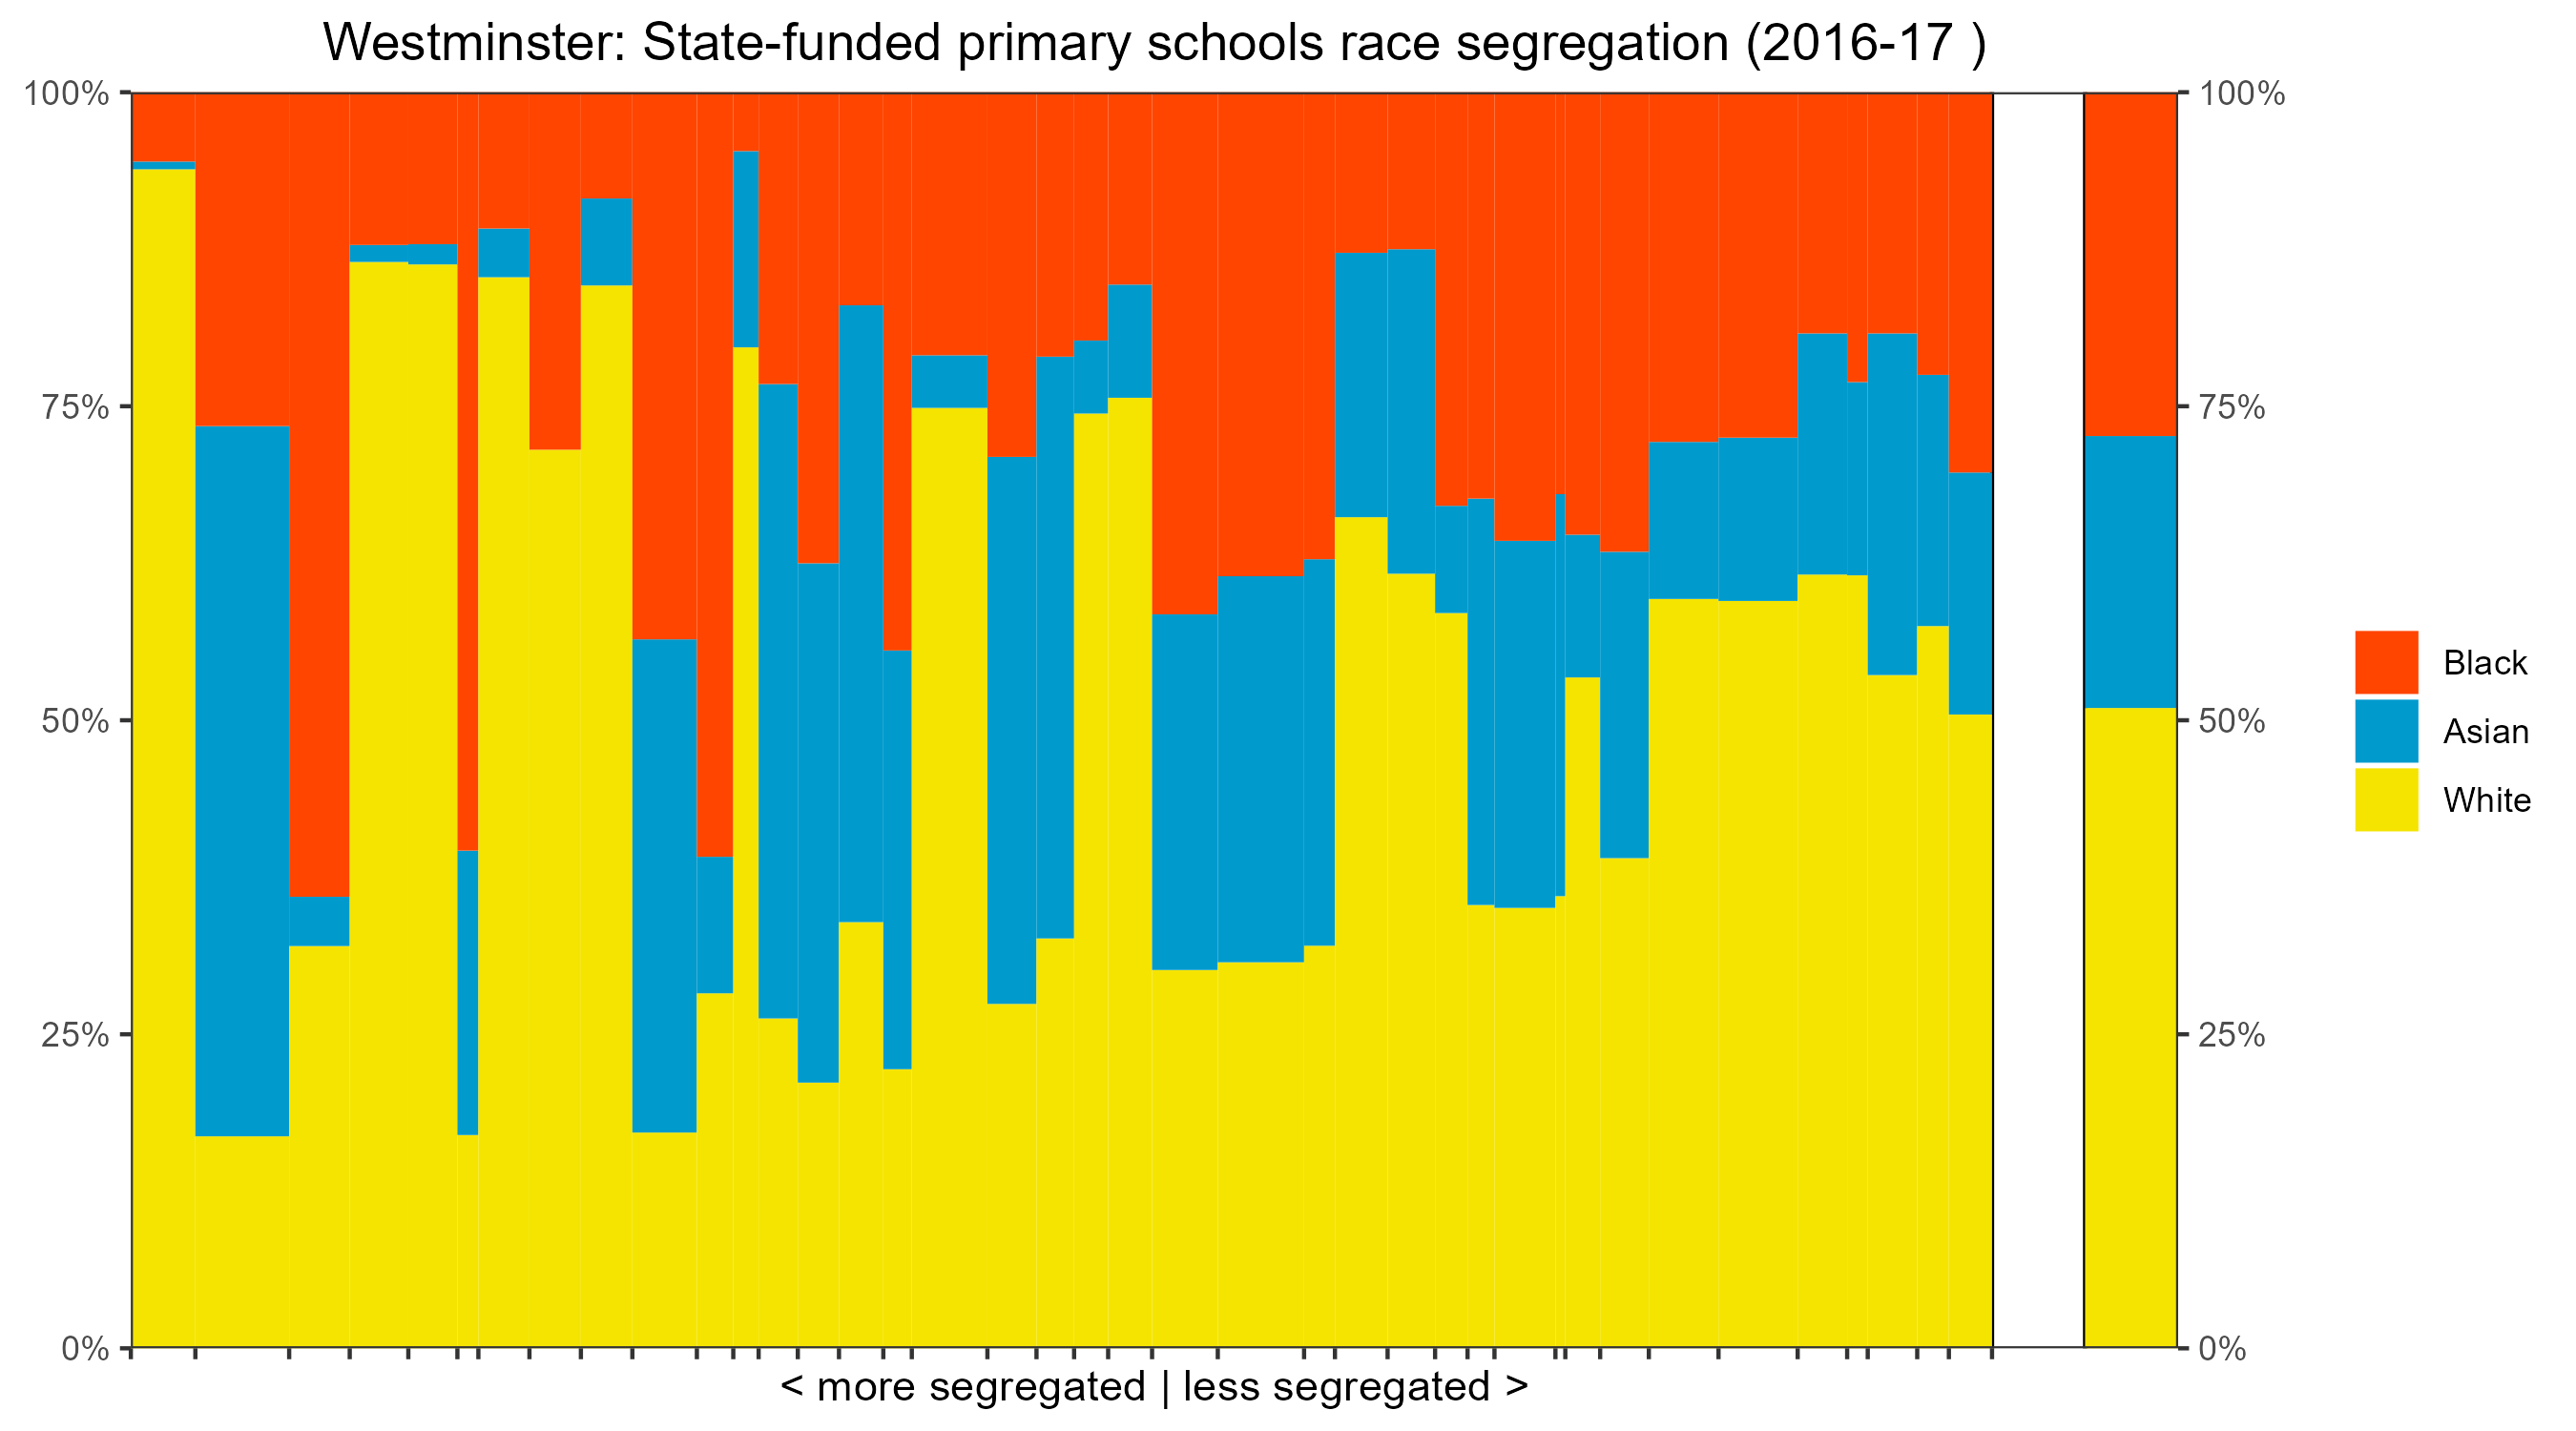 Westminster: State-funded primary schools race segregation (2016-17 )
100%
75%
50%
25%
0%
100%
75%
50%
25%
0%
< more segregated | less segregated >
Black
Asian
White